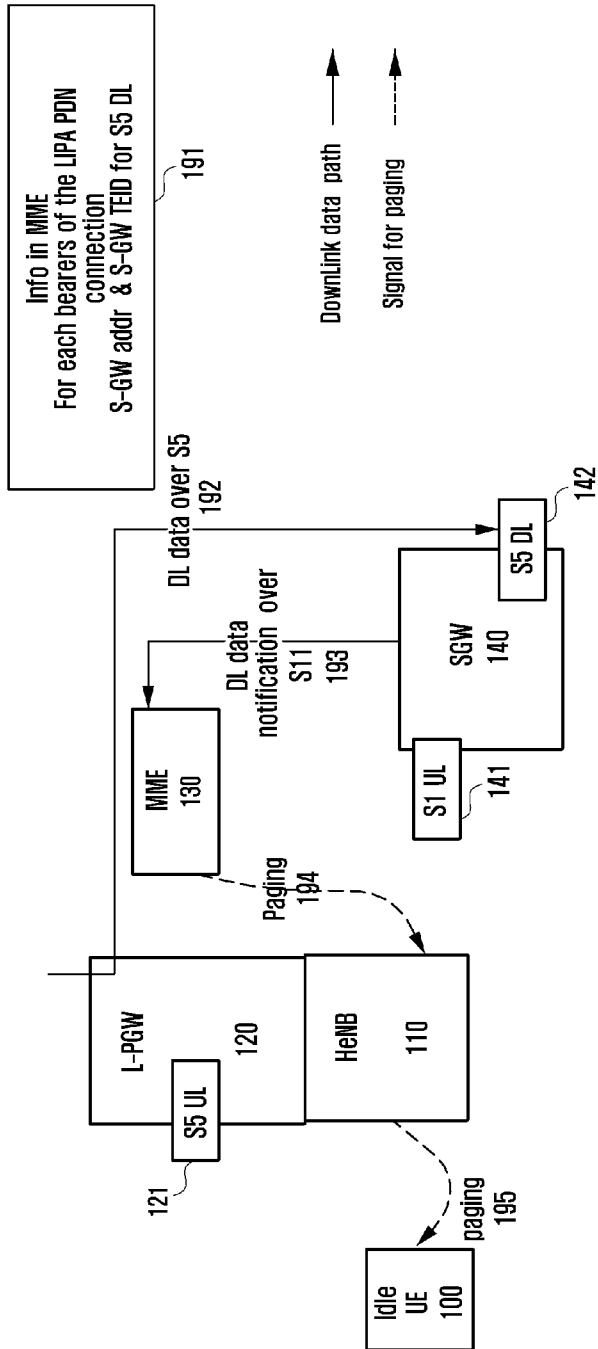 Info in MME
For each bearers of the LIPA PDN
connection
S-GW addr & S-GW TEID for S5 DL
191
DownLink data path
Signal for paging
DL data over S5
192
DL data
notification over
S11
193
MME
130
Paging
194
L-PGW
120
S5 UL
121
HeNB
110
SGW
140
S5 DL
142
S1 UL
141
paging
195
Idle
UE
100